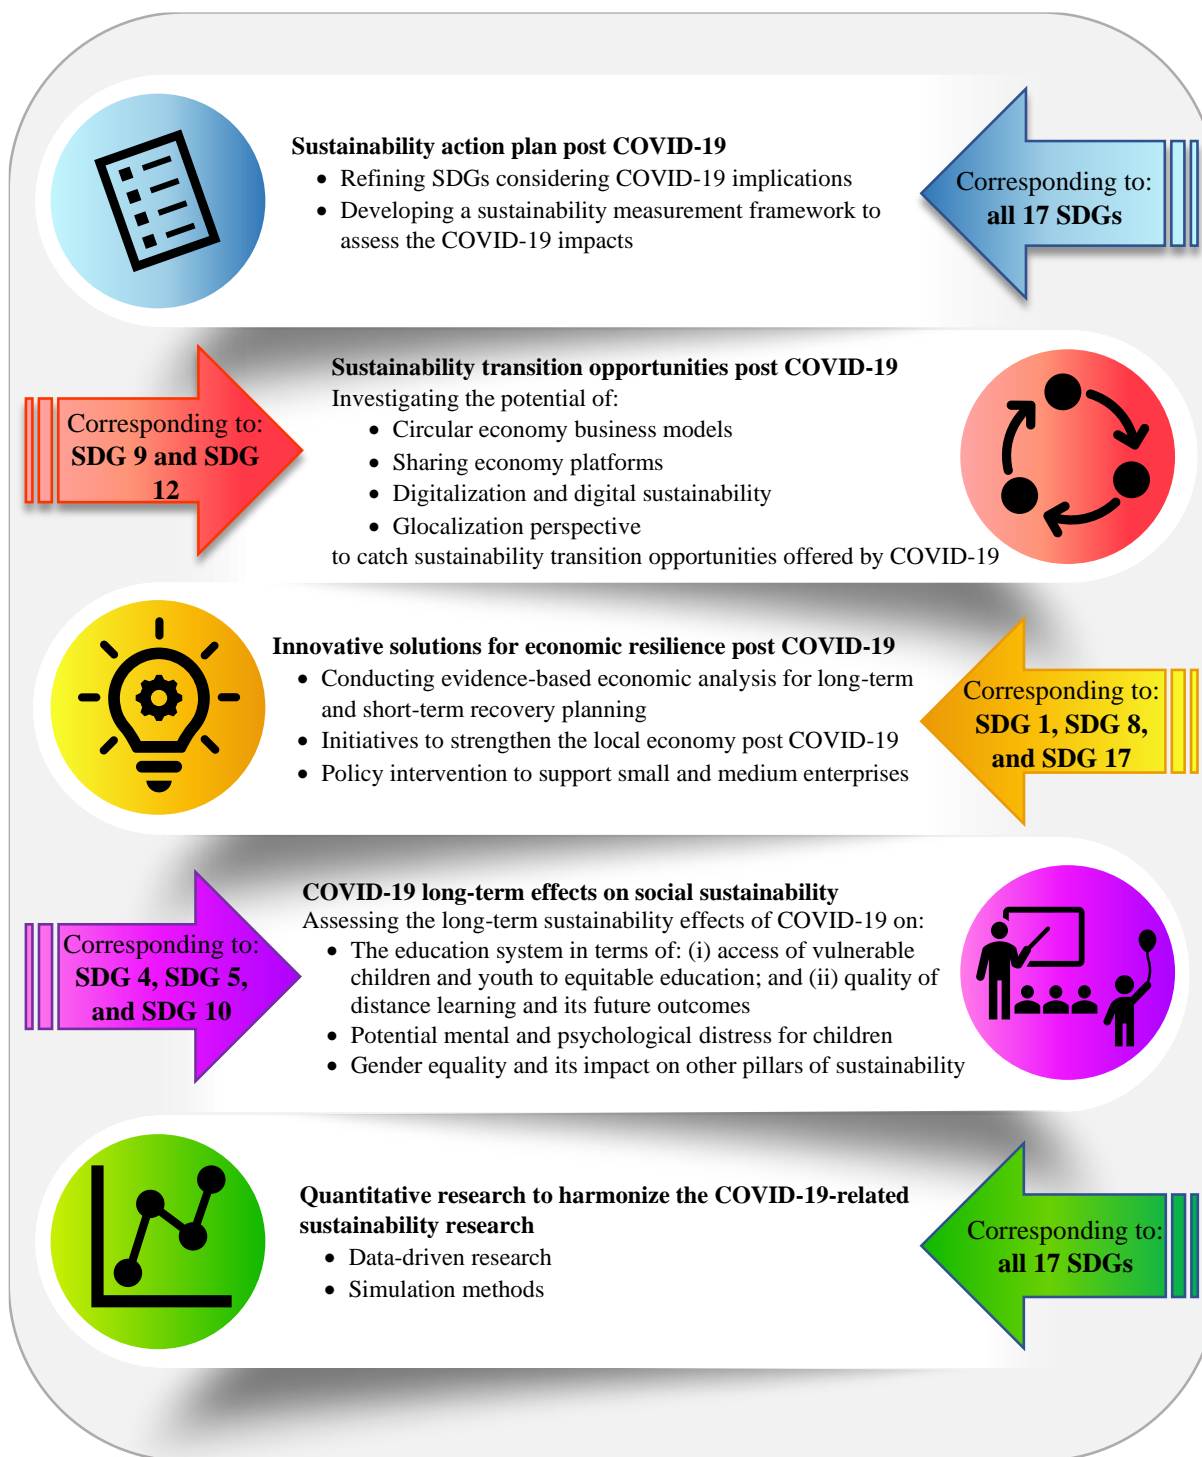 Sustainability action plan post COVID-19
• Refining SDGs considering COVID-19 implications
• Developing a sustainability measurement framework to
assess the COVID-19 impacts
Corresponding to:
all 17 SDGs
Corresponding to:
SDG 9 and SDG
12
Sustainability transition opportunities post COVID-19
Investigating the potential of:
• Circular economy business models
• Sharing economy platforms
• Digitalization and digital sustainability
• Glocalization perspective
to catch sustainability transition opportunities offered by COVID-19
Innovative solutions for economic resilience post COVID-19
• Conducting evidence-based economic analysis for long-term
and short-term recovery planning
• Initiatives to strengthen the local economy post COVID-19
• Policy intervention to support small and medium enterprises
Corresponding to:
SDG 1, SDG 8,
and SDG 17
Corresponding to:
SDG 4, SDG 5,
and SDG 10
COVID-19 long-term effects on social sustainability
Assessing the long-term sustainability effects of COVID-19 on:
• The education system in terms of: (i) access of vulnerable
children and youth to equitable education; and (ii) quality of
distance learning and its future outcomes
• Potential mental and psychological distress for children
• Gender equality and its impact on other pillars of sustainability
Quantitative research to harmonize the COVID-19-related
sustainability research
• Data-driven research
• Simulation methods
Corresponding to:
all 17 SDGs